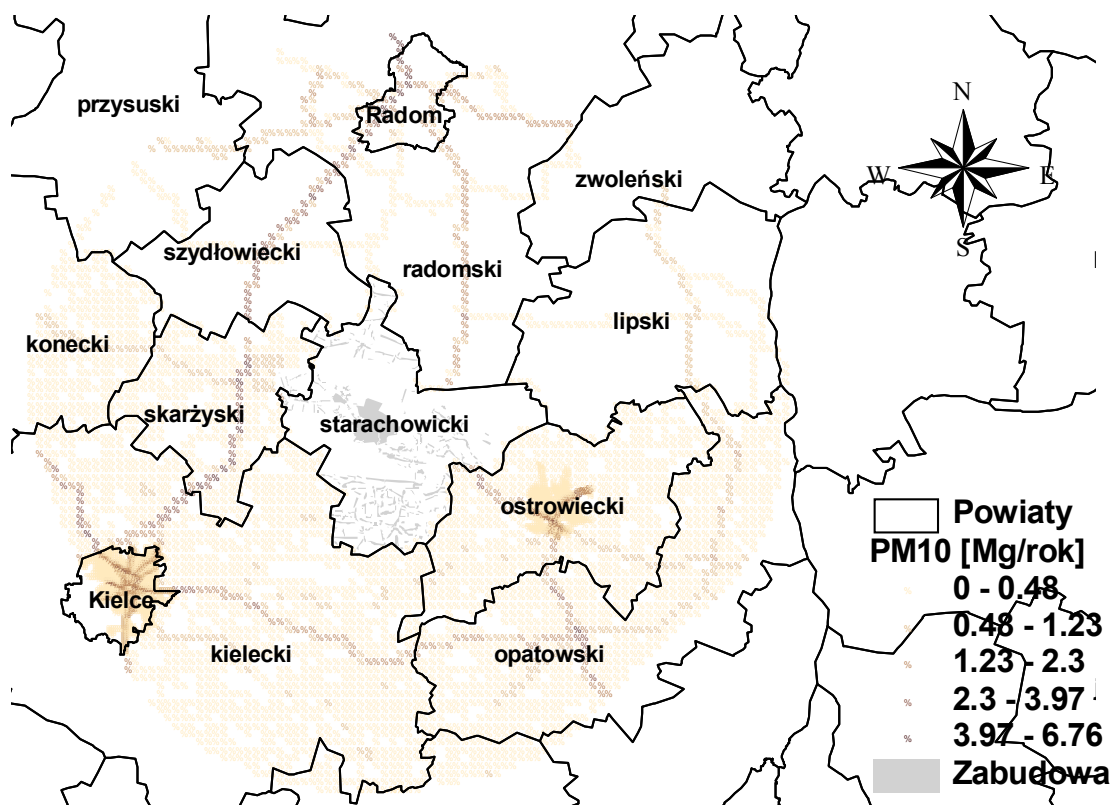 N
przysuski
Radom
W
E
zwoleński
S
szydłowiecki
radomski
lipski
konecki
skarżyski
starachowicki
ostrowiecki
Kielce
kielecki
opatowski
Powiaty
PM10 [Mg/rok]
0 - 0.48
0.48 - 1.23
1.23 - 2.3
2.3 - 3.97
3.97 - 6.76
Zabudowa